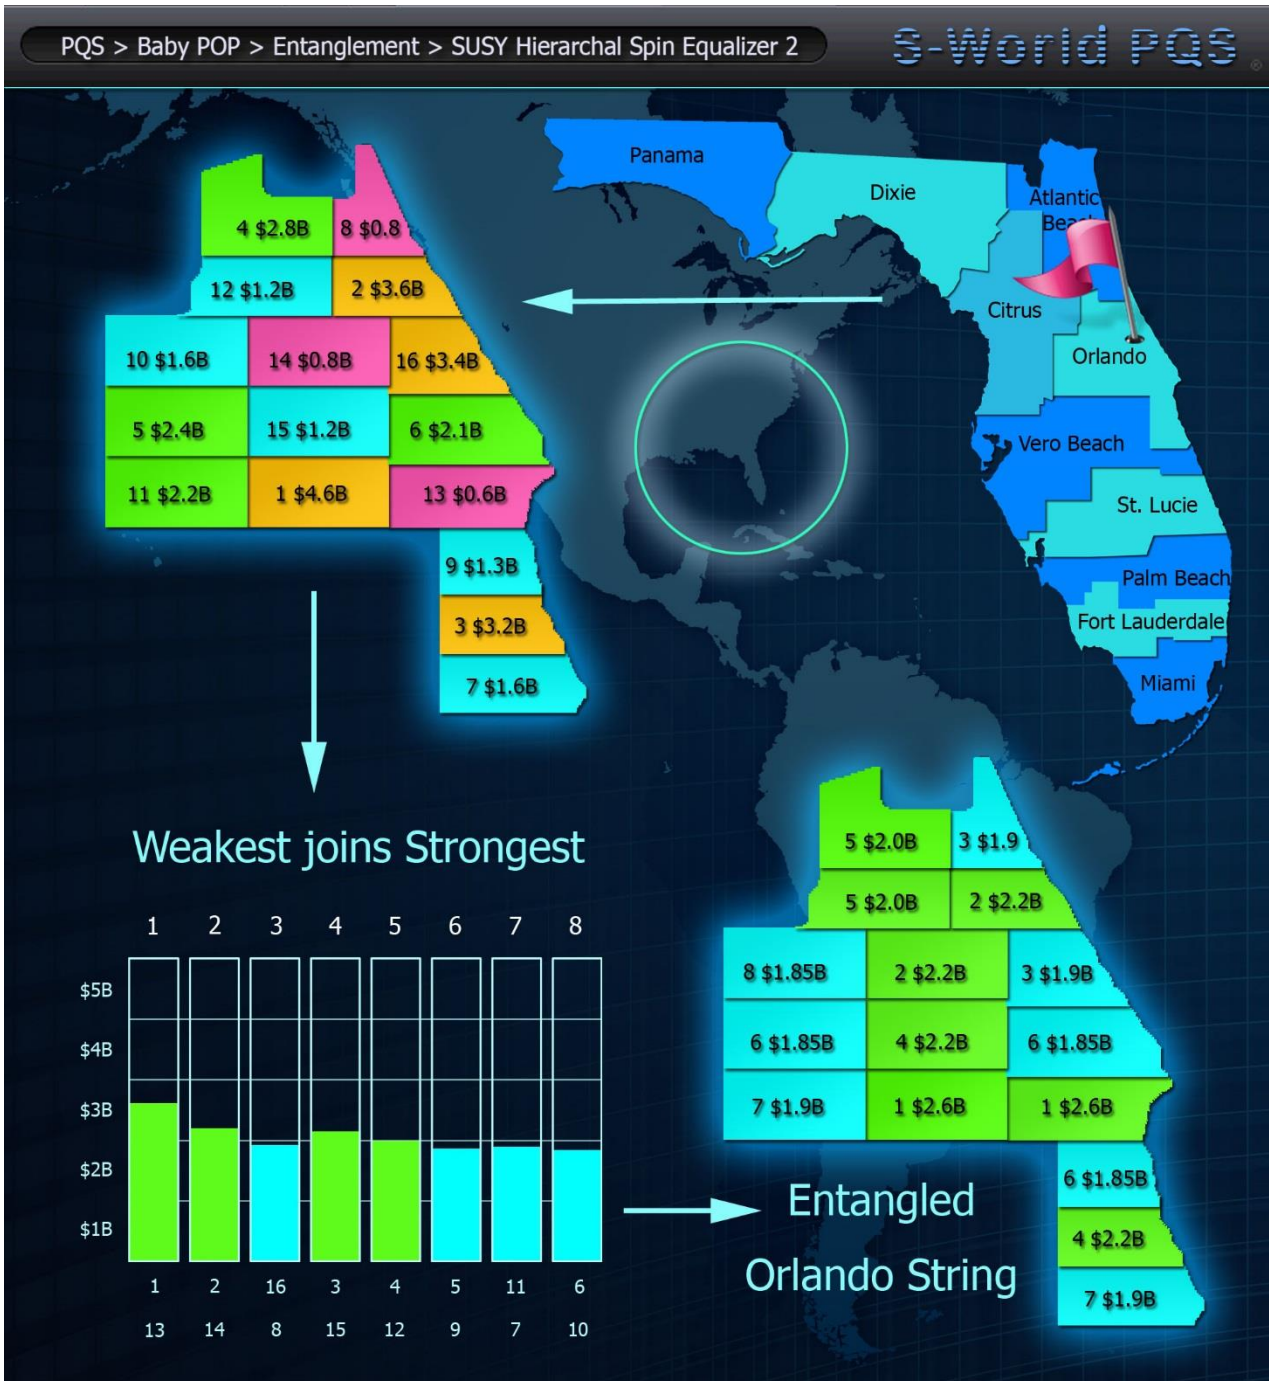 PQS > Baby POP > Entanglement > SUSY Hierarchal Spin Equalizer 2
S-World PQS
®
Panama
Dixie
Atlantic
Beach
Citrus
Orlando
Vero Beach
St. Lucie
Palm Beach
Fort Lauderdale
Miami
4 $2.8B
8 $0.8
12 $1.2B
2 $3.6B
10 $1.6B
14 $0.8B
16 $3.4B
5 $2.4B
15 $1.2B
6 $2.1B
11 $2.2B
1 $4.6B
13 $0.6B
9 $1.3B
3 $3.2B
7 $1.6B
Weakest joins Strongest
1 2 3 4 5 6 7 8
$5B
$4B
$3B
$2B
$1B
1 2 16 3 4 5 11 6
13 14 8 15 12 9 7 10
5 $2.0B
3 $1.9
5 $2.0B
2 $2.2B
8 $1.85B
2 $2.2B
3 $1.9B
6 $1.85B
4 $2.2B
6 $1.85B
7 $1.9B
1 $2.6B
1 $2.6B
6 $1.85B
4 $2.2B
7 $1.9B
Entangled
Orlando String